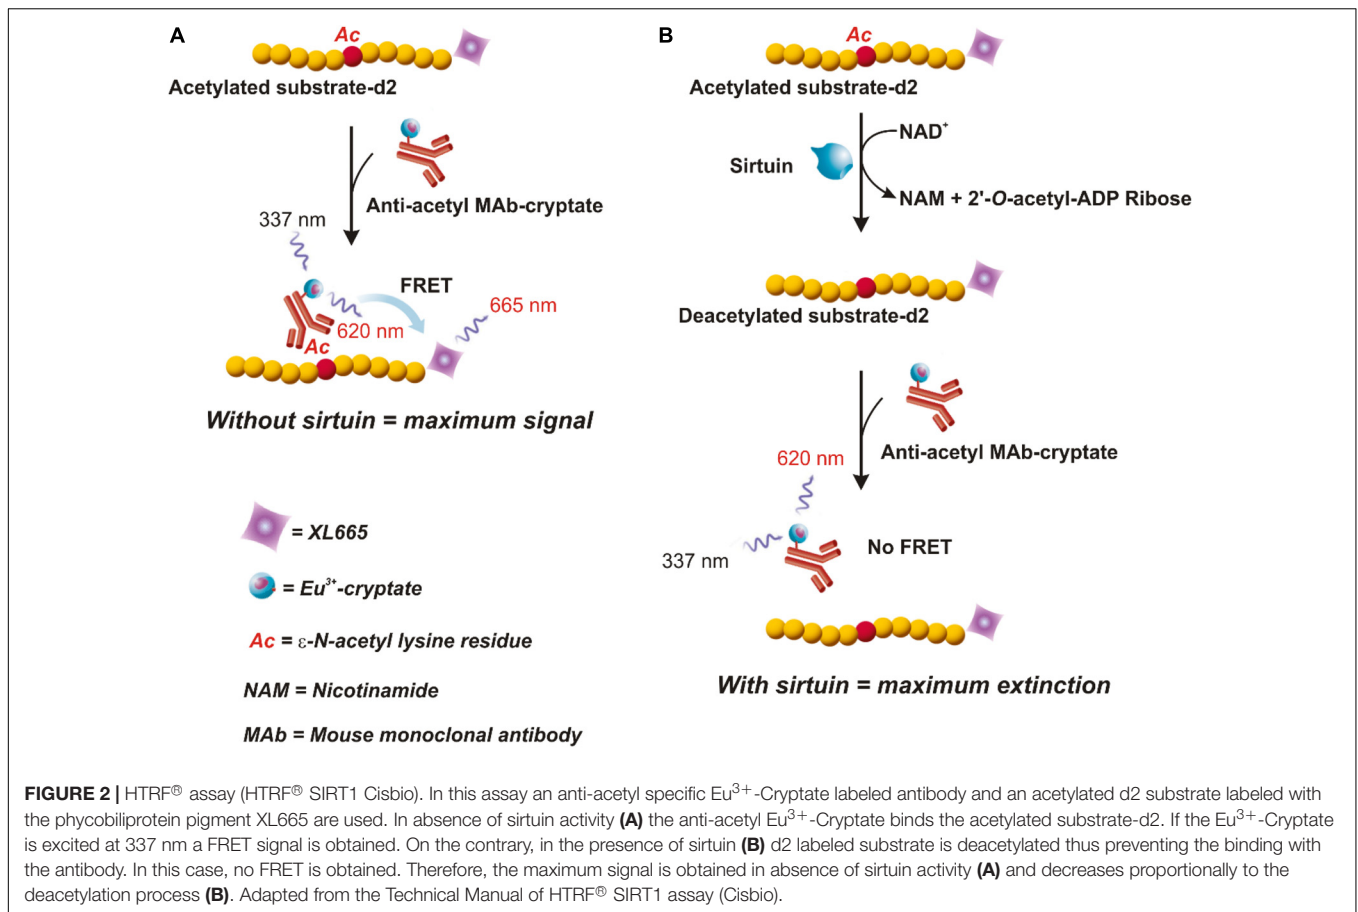 A
Ac
Acetylated substrate-d2
Anti-acetyl MAb-cryptate
337 nm
FRET
665 nm
620 nm
Ac
Without sirtuin = maximum signal
= XL665
= Eu³⁺-cryptate
Ac = ε-N-acetyl lysine residue
NAM = Nicotinamide
MAb = Mouse monoclonal antibody
B
Ac
Acetylated substrate-d2
NAD⁺
Sirtuin
NAM + 2'-O-acetyl-ADP Ribose
Deacetylated substrate-d2
Anti-acetyl MAb-cryptate
620 nm
No FRET
337 nm
With sirtuin = maximum extinction
FIGURE 2 | HTRF® assay (HTRF® SIRT1 Cisbio). In this assay an anti-acetyl specific Eu³⁺-Cryptate labeled antibody and an acetylated d2 substrate labeled with
the phycobiliprotein pigment XL665 are used. In absence of sirtuin activity (A) the anti-acetyl Eu³⁺-Cryptate binds the acetylated substrate-d2. If the Eu³⁺-Cryptate
is excited at 337 nm a FRET signal is obtained. On the contrary, in the presence of sirtuin (B) d2 labeled substrate is deacetylated thus preventing the binding with
the antibody. In this case, no FRET is obtained. Therefore, the maximum signal is obtained in absence of sirtuin activity (A) and decreases proportionally to the
deacetylation process (B). Adapted from the Technical Manual of HTRF® SIRT1 assay (Cisbio).